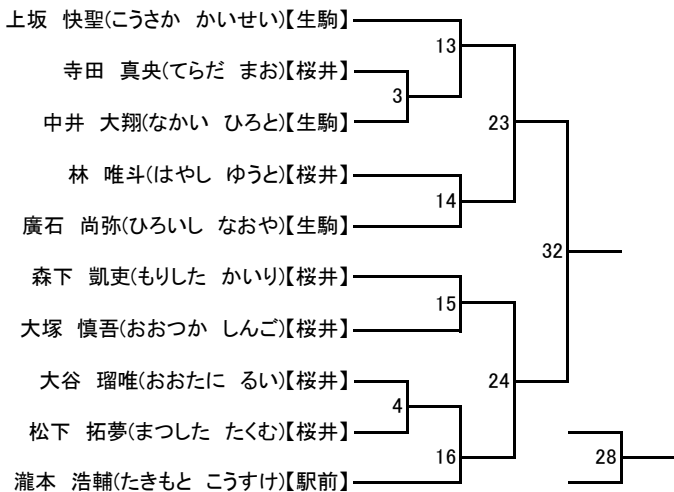 上坂　快聖(こうさか　かいせい)【生駒】
13
寺田　真央(てらだ　まお)【桜井】
3
中井　大翔(なかい　ひろと)【生駒】
23
林　唯斗(はやし　ゆうと)【桜井】
14
廣石　尚弥(ひろいし　なおや)【生駒】
32
森下　凱吏(もりした　かいり)【桜井】
15
大塚　慎吾(おおつか　しんご)【桜井】
大谷　瑠唯(おおたに　るい)【桜井】
24
4
松下　拓夢(まつした　たくむ)【桜井】
16
28
瀧本　浩輔(たきもと　こうすけ)【駅前】